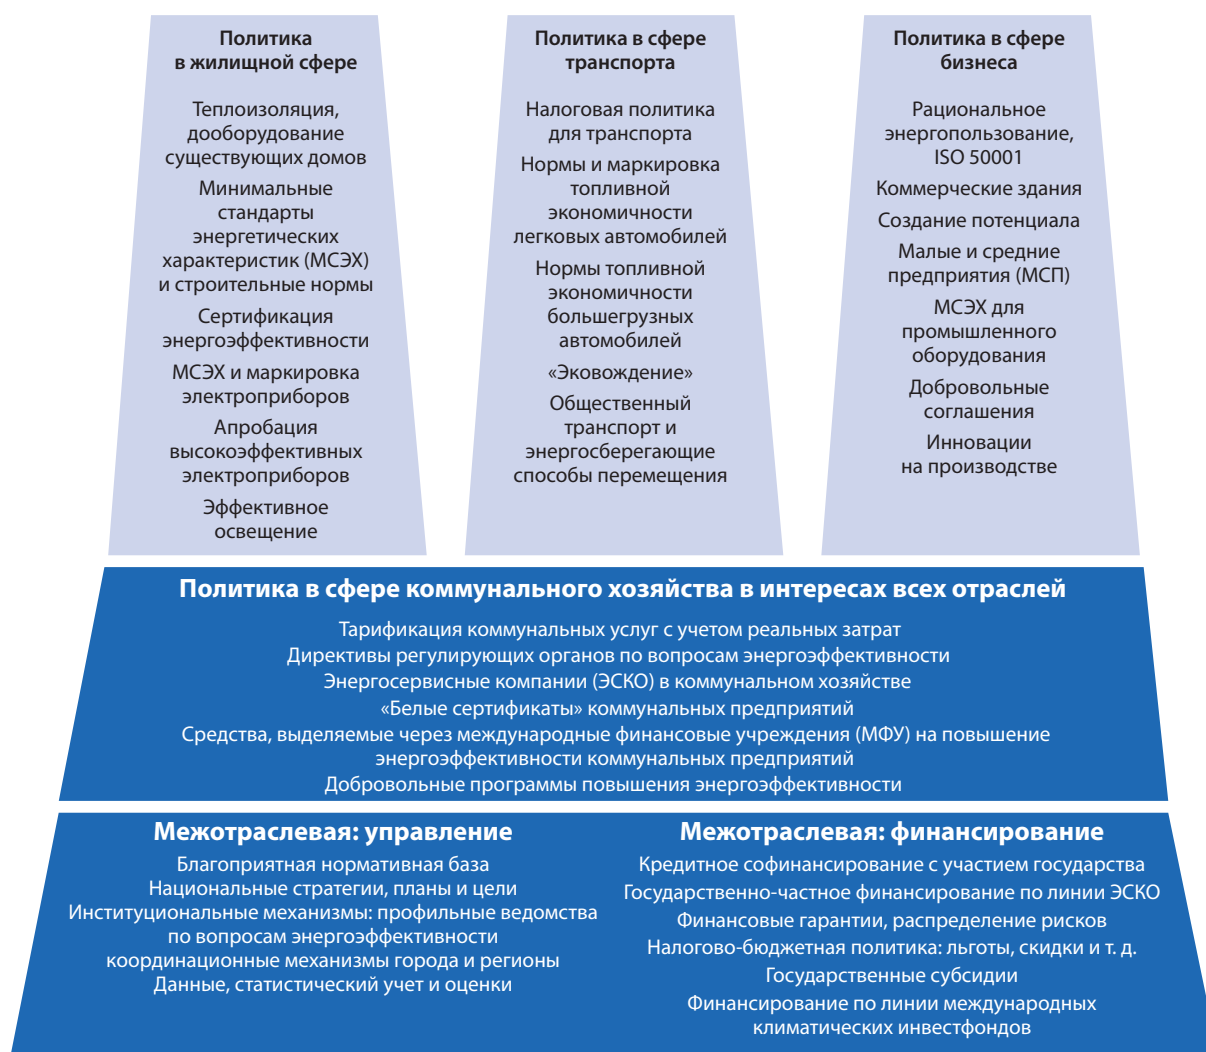 Политика
в жилищной сфере
Теплоизоляция,
дооборудование
существующих домов
Минимальные
стандарты
энергетических
характеристик (МСЭХ)
и строительные нормы
Сертификация
энергоэффективности
МСЭХ и маркировка
электроприборов
Апробация
высокоэффективных
электроприборов
Эффективное
освещение
Политика в сфере
транспорта
Налоговая политика
для транспорта
Нормы и маркировка
топливной
экономичности
легковых автомобилей
Нормы топливной
экономичности
большегрузных
автомобилей
«Эковождение»
Общественный
транспорт и
энергосберегающие
способы перемещения
Политика в сфере
бизнеса
Рациональное
энергопользование,
ISO 50001
Коммерческие здания
Создание потенциала
Малые и средние
предприятия (МСП)
МСЭХ для
промышленного
оборудования
Добровольные
соглашения
Инновации
на производстве
Политика в сфере коммунального хозяйства в интересах всех отраслей
Тарификация коммунальных услуг с учетом реальных затрат
Директивы регулирующих органов по вопросам энергоэффективности
Энергосервисные компании (ЭСКО) в коммунальном хозяйстве
«Белые сертификаты» коммунальных предприятий
Средства, выделяемые через международные финансовые учреждения (МФУ) на повышение
энергоэффективности коммунальных предприятий
Добровольные программы повышения энергоэффективности
Межотраслевая: управление
Благоприятная нормативная база
Национальные стратегии, планы и цели
Институциональные механизмы: профильные ведомства
по вопросам энергоэффективности
координационные механизмы города и регионы
Данные, статистический учет и оценки
Межотраслевая: финансирование
Кредитное софинансирование с участием государства
Государственно-частное финансирование по линии ЭСКО
Финансовые гарантии, распределение рисков
Налогово-бюджетная политика: льготы, скидки и т. д.
Государственные субсидии
Финансирование по линии международных
климатических инвестфондов